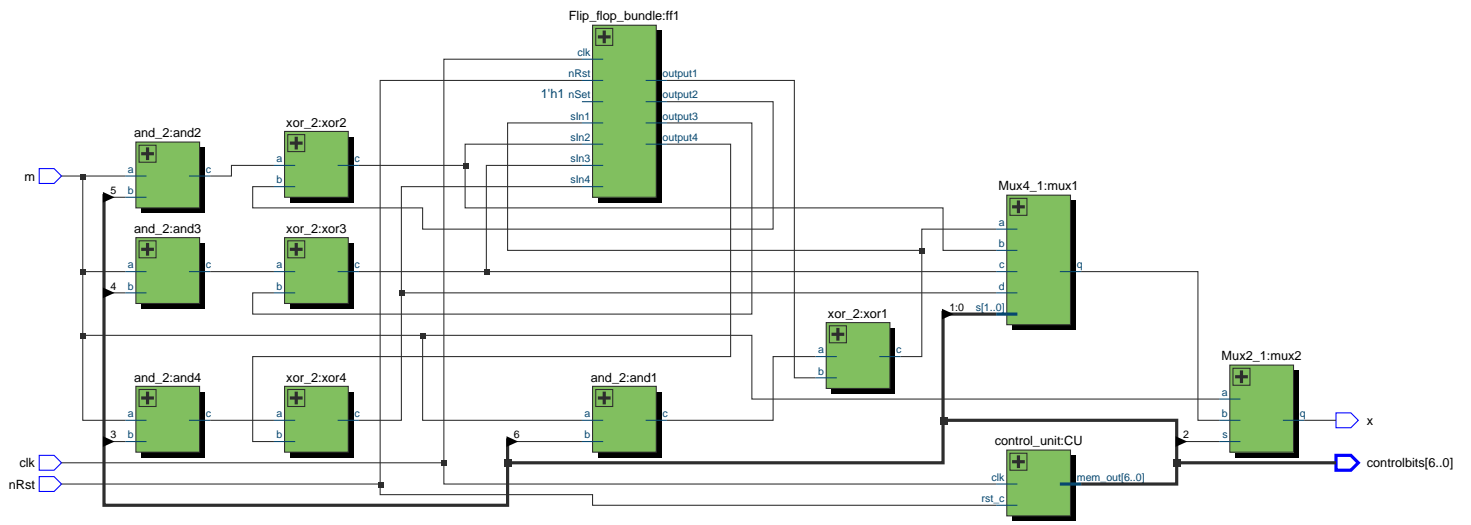 Flip_flop_bundle:ff1
clk
nRst
1'h1 nSet
sIn1
sIn2
sIn3
sIn4
output1
output2
output3
output4
and_2:and2
a
b
c
5
xor_2:xor2
a
b
c
m
and_2:and3
a
b
c
4
xor_2:xor3
a
b
c
Mux4_1:mux1
a
b
c
d
1:0 s[1..0]
q
xor_2:xor1
a
b
c
and_2:and4
a
b
c
3
xor_2:xor4
a
b
c
and_2:and1
a
b
c
6
Mux2_1:mux2
a
b
s
2
q
x
clk
nRst
control_unit:CU
clk
rst_c
mem_out[6..0]
controlbits[6..0]